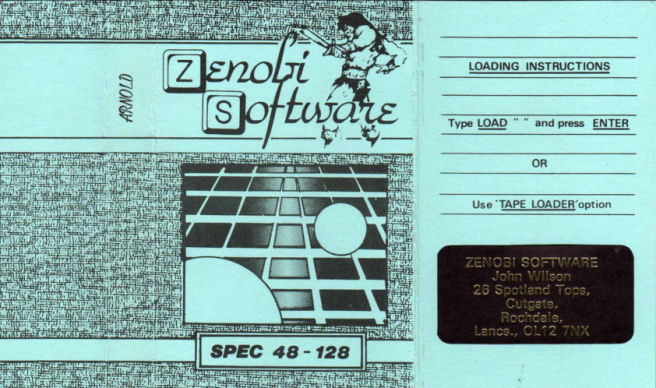 ARNOLD
Zenobi
Software
SPEC 48 - 128
LOADING INSTRUCTIONS
Type LOAD " " and press ENTER
OR
Use `TAPE LOADER' option
ZENOBI SOFTWARE
John Wilson
26 Spotland Tops,
Cutgate,
Rochdale,
Lancs., OL12 7NX